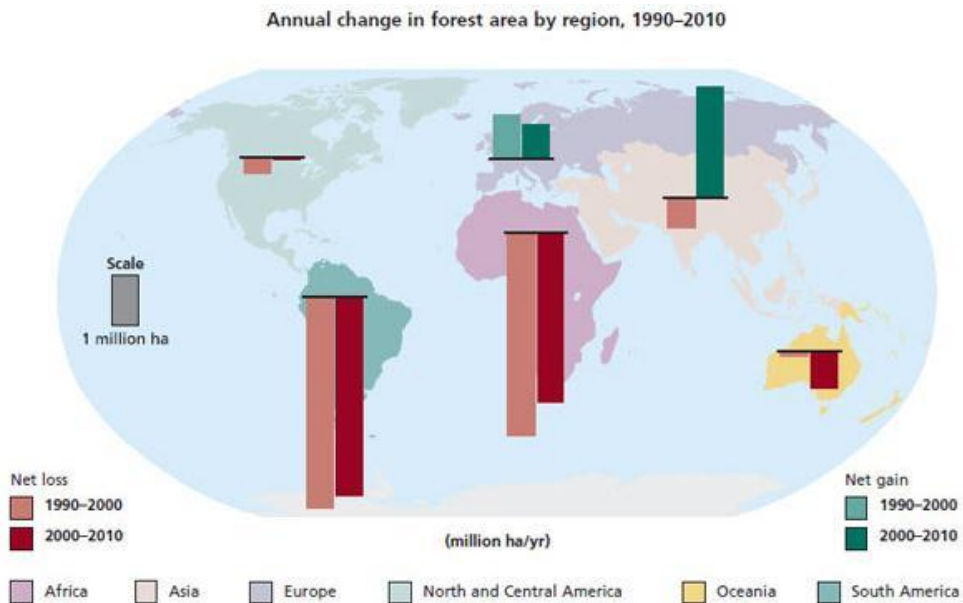 Annual change in forest area by region, 1990–2010
Scale
1 million ha
Net loss
1990–2000
2000–2010
(million ha/yr)
Net gain
1990–2000
2000–2010
Africa
Asia
Europe
North and Central America
Oceania
South America